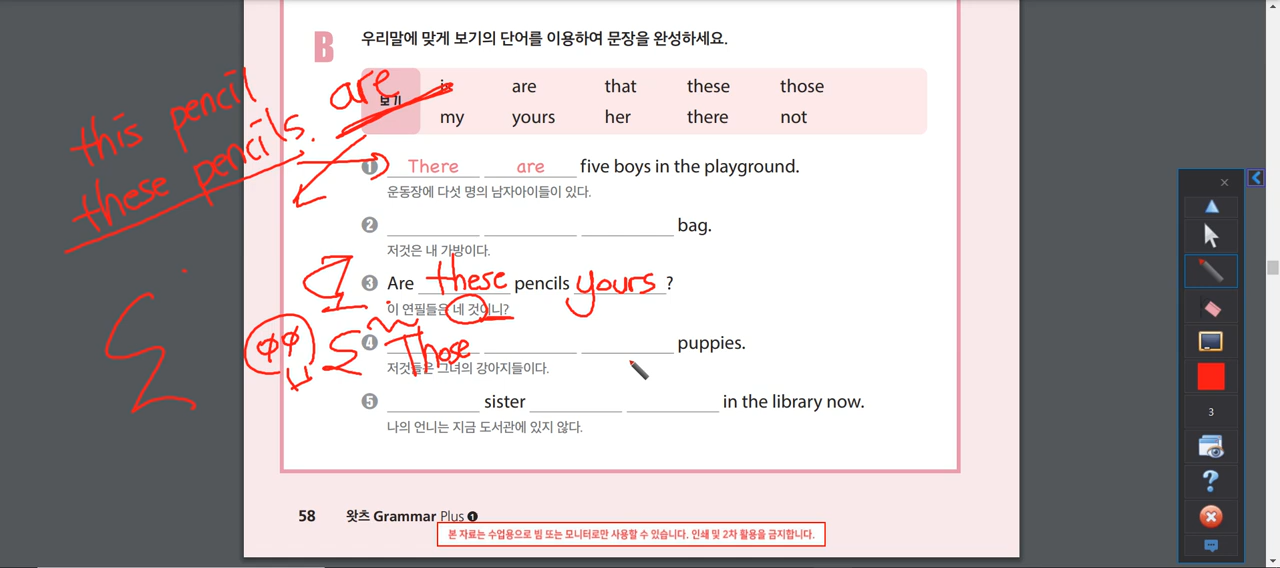 B 우리말에 맞게 보기의 단어를 이용하여 문장을 완성하세요.
this pencil
these pencils.
are
보기 is are that these those
my yours her there not
1 There are five boys in the playground.
운동장에 다섯 명의 남자아이들이 있다.
2 bag.
저것은 내 가방이다.
3 Are these pencils yours ?
이 연필들은 네 것이니?
4 Those puppies.
저것들은 그녀의 강아지들이다.
5 sister in the library now.
나의 언니는 지금 도서관에 있지 않다.
58 왓츠 Grammar Plus 1
본 자료는 수업용으로 빔 또는 모니터로만 사용할 수 있습니다. 인쇄 및 2차 활용을 금지합니다.
3